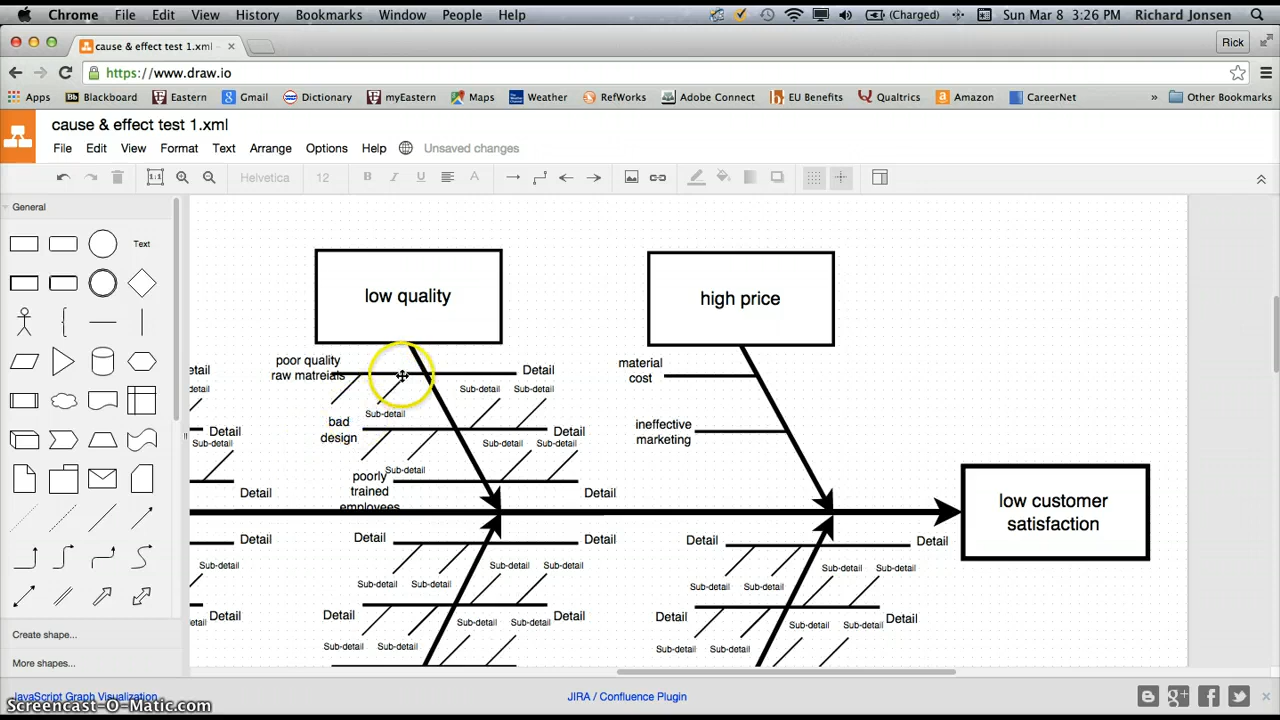 Chrome File Edit View History Bookmarks Window People Help (Charged) Sun Mar 8 3:26 PM Richard Jonsen
cause & effect test 1.xml Rick
https://www.draw.io
Apps Blackboard Eastern Gmail Dictionary myEastern Maps Weather RefWorks Adobe Connect EU Benefits Qualtrics Amazon CareerNet » Other Bookmarks
cause & effect test 1.xml
File Edit View Format Text Arrange Options Help Unsaved changes
Helvetica 12 B I U A
General
Text
low quality
high price
poor quality
raw matreials
Detail
material
cost
etail
Sub-detail
Sub-detail
tail
Sub-detail
bad
design
Detail
Detail
ineffective
marketing
Sub-detail
Sub-detail
Sub-detail
Sub-detail
poorly
trained
employees
Detail
Detail
low customer
satisfaction
Detail
Detail
Detail
Detail
Sub-detail
Sub-detail
Sub-detail
Sub-detail
Sub-detail
Sub-detail
Sub-detail
Sub-detail
Sub-detail
Detail
Detail
Detail
Detail
Detail
tail
Sub-detail
Sub-detail
Sub-detail
Sub-detail
Sub-detail
Sub-detail
Sub-detail
Sub-detail
Create shape...
More shapes...
JavaScript Graph Visualization
JIRA / Confluence Plugin
Screencast-O-Matic.com